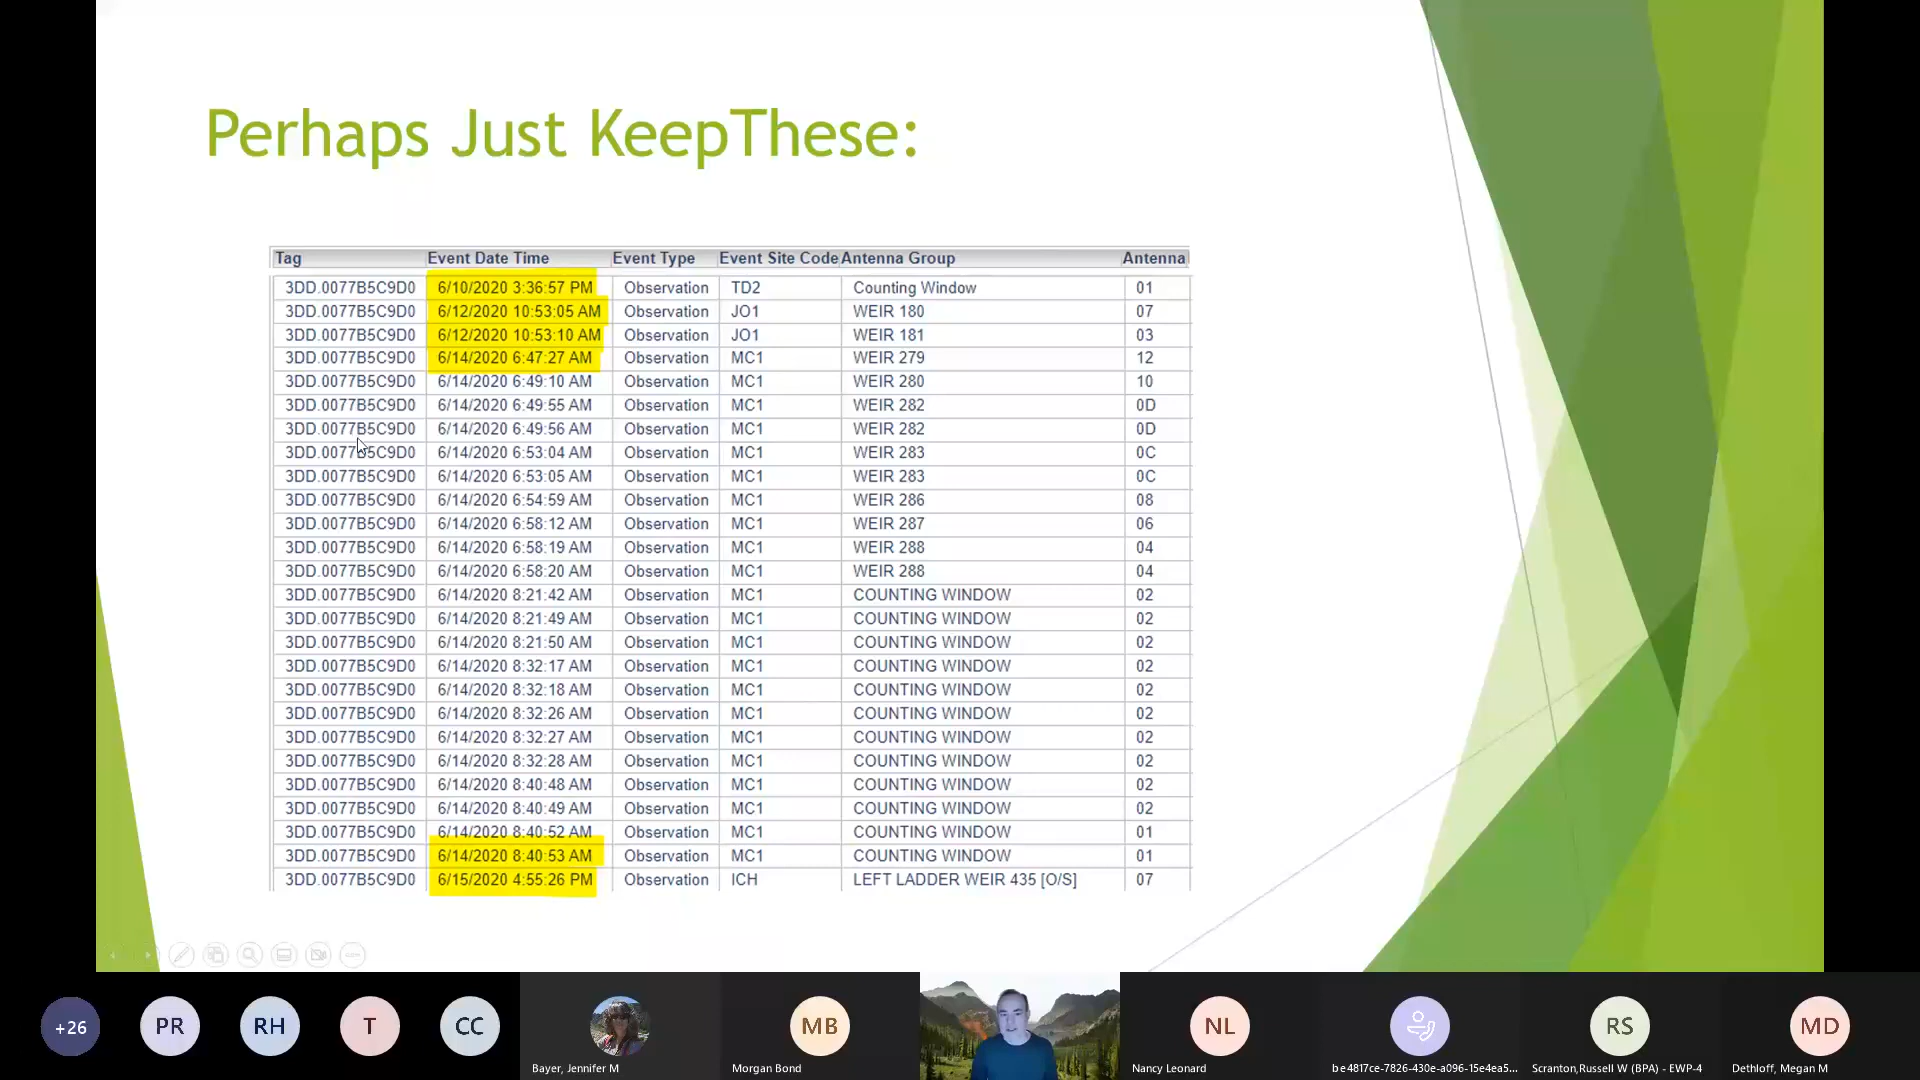 Perhaps Just KeepThese:
Tag Event Date Time Event Type Event Site Code Antenna Group Antenna
3DD.0077B5C9D0 6/10/2020 3:36:57 PM Observation TD2 Counting Window 01
3DD.0077B5C9D0 6/12/2020 10:53:05 AM Observation JO1 WEIR 180 07
3DD.0077B5C9D0 6/12/2020 10:53:10 AM Observation JO1 WEIR 181 03
3DD.0077B5C9D0 6/14/2020 6:47:27 AM Observation MC1 WEIR 279 12
3DD.0077B5C9D0 6/14/2020 6:49:10 AM Observation MC1 WEIR 280 10
3DD.0077B5C9D0 6/14/2020 6:49:55 AM Observation MC1 WEIR 282 0D
3DD.0077B5C9D0 6/14/2020 6:49:56 AM Observation MC1 WEIR 282 0D
3DD.0077B5C9D0 6/14/2020 6:53:04 AM Observation MC1 WEIR 283 0C
3DD.0077B5C9D0 6/14/2020 6:53:05 AM Observation MC1 WEIR 283 0C
3DD.0077B5C9D0 6/14/2020 6:54:59 AM Observation MC1 WEIR 286 08
3DD.0077B5C9D0 6/14/2020 6:58:12 AM Observation MC1 WEIR 287 06
3DD.0077B5C9D0 6/14/2020 6:58:19 AM Observation MC1 WEIR 288 04
3DD.0077B5C9D0 6/14/2020 6:58:20 AM Observation MC1 WEIR 288 04
3DD.0077B5C9D0 6/14/2020 8:21:42 AM Observation MC1 COUNTING WINDOW 02
3DD.0077B5C9D0 6/14/2020 8:21:49 AM Observation MC1 COUNTING WINDOW 02
3DD.0077B5C9D0 6/14/2020 8:21:50 AM Observation MC1 COUNTING WINDOW 02
3DD.0077B5C9D0 6/14/2020 8:32:17 AM Observation MC1 COUNTING WINDOW 02
3DD.0077B5C9D0 6/14/2020 8:32:18 AM Observation MC1 COUNTING WINDOW 02
3DD.0077B5C9D0 6/14/2020 8:32:26 AM Observation MC1 COUNTING WINDOW 02
3DD.0077B5C9D0 6/14/2020 8:32:27 AM Observation MC1 COUNTING WINDOW 02
3DD.0077B5C9D0 6/14/2020 8:32:28 AM Observation MC1 COUNTING WINDOW 02
3DD.0077B5C9D0 6/14/2020 8:40:48 AM Observation MC1 COUNTING WINDOW 02
3DD.0077B5C9D0 6/14/2020 8:40:49 AM Observation MC1 COUNTING WINDOW 02
3DD.0077B5C9D0 6/14/2020 8:40:52 AM Observation MC1 COUNTING WINDOW 01
3DD.0077B5C9D0 6/14/2020 8:40:53 AM Observation MC1 COUNTING WINDOW 01
3DD.0077B5C9D0 6/15/2020 4:55:26 PM Observation ICH LEFT LADDER WEIR 435 [O/S] 07
+26 PR RH T CC MB NL RS MD
Bayer, Jennifer M Morgan Bond Nancy Leonard be4817ce-7826-430e-a096-15e4ea5... Scranton,Russell W (BPA) - EWP-4 Dethloff, Megan M